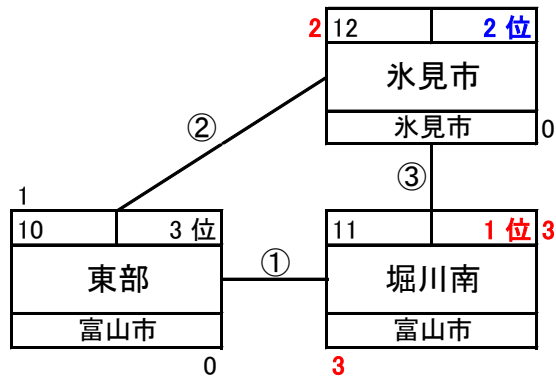 2 12 2 位
氷見市
氷見市 0
②
③
1
10 3 位
東部
富山市
0
①
11 1 位 3
堀川南
富山市
3